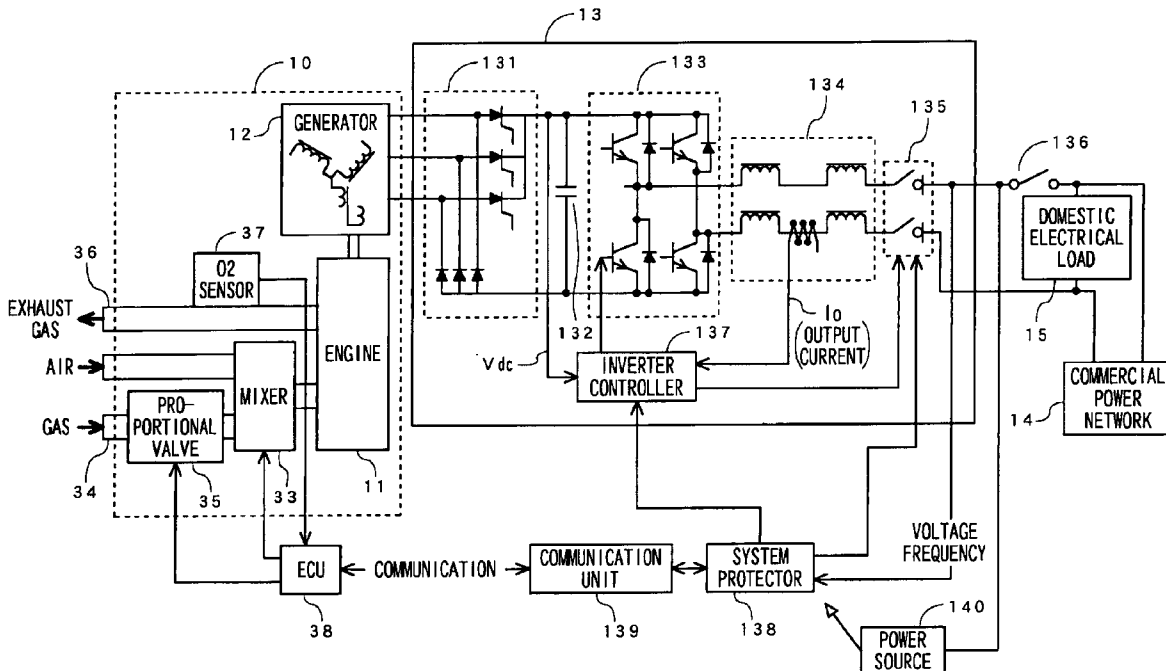 13
10
131
133
134
135
136
12
GENERATOR
37
O2
SENSOR
36
EXHAUST
GAS
AIR
GAS
34
PRO-
PORTIONAL
VALVE
35
MIXER
33
ENGINE
11
132
Vdc
137
INVERTER
CONTROLLER
Io
(OUTPUT
CURRENT)
DOMESTIC
ELECTRICAL
LOAD
15
COMMERCIAL
POWER
NETWORK
14
VOLTAGE
FREQUENCY
ECU
38
COMMUNICATION
COMMUNICATION
UNIT
139
SYSTEM
PROTECTOR
138
140
POWER
SOURCE